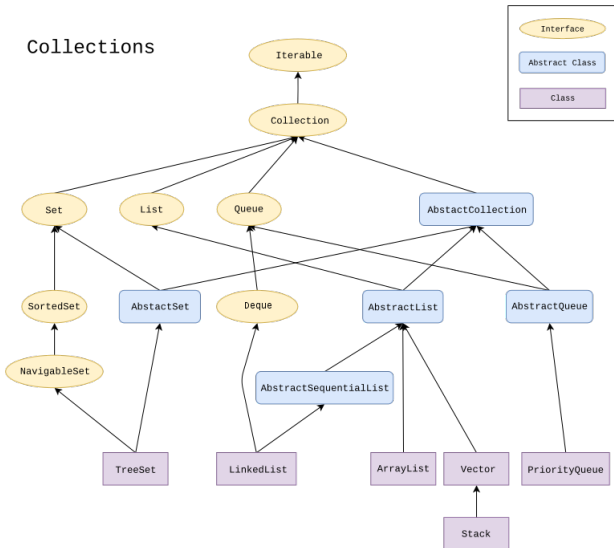 Collections
Interface
Abstract Class
Class
Iterable
Collection
Set
List
Queue
AbstactCollection
SortedSet
AbstactSet
Deque
AbstractList
AbstractQueue
NavigableSet
AbstractSequentialList
TreeSet
LinkedList
ArrayList
Vector
PriorityQueue
Stack